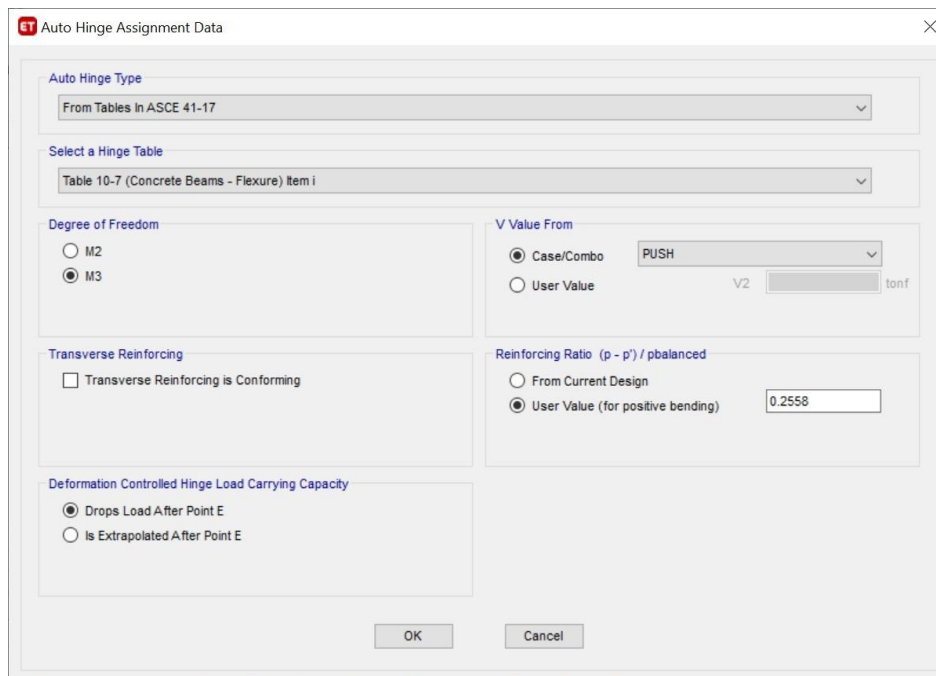 ET Auto Hinge Assignment Data
Auto Hinge Type
From Tables In ASCE 41-17
Select a Hinge Table
Table 10-7 (Concrete Beams - Flexure) Item i
Degree of Freedom
M2
M3
V Value From
Case/Combo PUSH
User Value V2 tonf
Transverse Reinforcing
Transverse Reinforcing is Conforming
Reinforcing Ratio (p - p') / pbalanced
From Current Design
User Value (for positive bending) 0.2558
Deformation Controlled Hinge Load Carrying Capacity
Drops Load After Point E
Is Extrapolated After Point E
OK Cancel